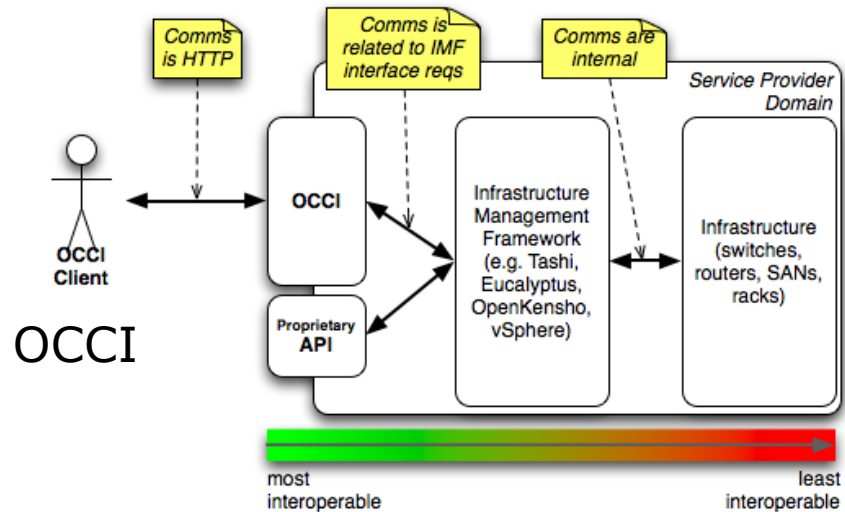 Comms
is HTTP
Comms is
related to IMF
interface reqs
Comms are
internal
Service Provider
Domain
OCCI
Client
OCCI
Proprietary
API
Infrastructure
Management
Framework
(e.g. Tashi,
Eucalyptus,
OpenKensho,
vSphere)
Infrastructure
(switches,
routers, SANs,
racks)
OCCI
most
interoperable
least
interoperable